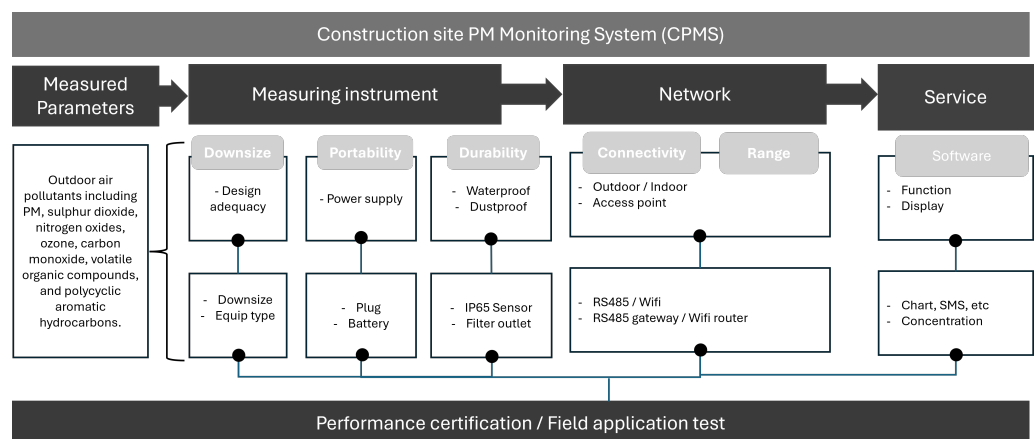 Construction site PM Monitoring System (CPMS)
Measured
Parameters
Measuring instrument
Network
Service
Outdoor air
pollutants including
PM, sulphur dioxide,
nitrogen oxides,
ozone, carbon
monoxide, volatile
organic compounds,
and polycyclic
aromatic
hydrocarbons.
Downsize
- Design
adequacy
- Downsize
- Equip type
Portability
- Power supply
- Plug
- Battery
Durability
- Waterproof
- Dustproof
- IP65 Sensor
- Filter outlet
Connectivity
Range
- Outdoor / Indoor
- Access point
- RS485 / Wifi
- RS485 gateway / Wifi router
Software
- Function
- Display
- Chart, SMS, etc
- Concentration
Performance certification / Field application test